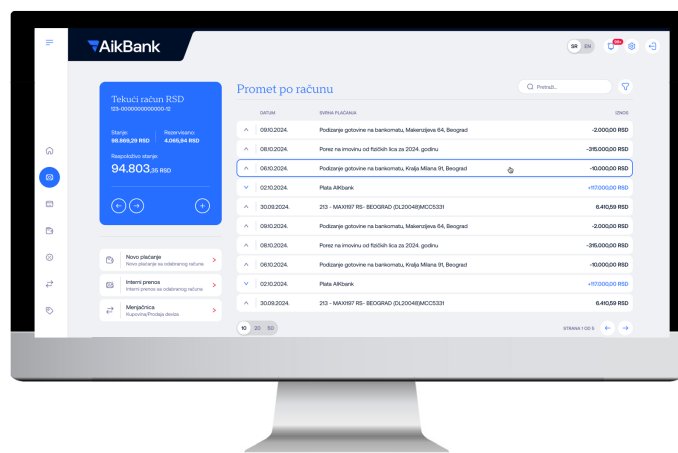 AikBank
SR EN
99+
Tekući račun RSD
123-0000000000000-12
Stanje:
98.869,29 RSD
Rezervisano:
4.065,94 RSD
Raspoloživo stanje:
94.803,35 RSD
Novo plaćanje
Novo plaćanje sa odabranog računa
Interni prenos
Interni prenos sa odabranog računa
Menjačnica
Kupovina/Prodaja deviza
Promet po računu
Pretraži...
DATUM SVRHA PLAĆANJA IZNOS
09.10.2024. Podizanje gotovine na bankomatu, Makenzijeva 64, Beograd -2.000,00 RSD
08.10.2024. Porez na imovinu od fizičkih lica za 2024. godinu -315.000,00 RSD
06.10.2024. Podizanje gotovine na bankomatu, Kralja Milana 91, Beograd -10.000,00 RSD
02.10.2024. Plata AIKbank +117.000,00 RSD
30.09.2024. 213 - MAXI197 RS- BEOGRAD (DL20048)MCC5331 6.410,59 RSD
09.10.2024. Podizanje gotovine na bankomatu, Makenzijeva 64, Beograd -2.000,00 RSD
08.10.2024. Porez na imovinu od fizičkih lica za 2024. godinu -315.000,00 RSD
06.10.2024. Podizanje gotovine na bankomatu, Kralja Milana 91, Beograd -10.000,00 RSD
02.10.2024. Plata AIKbank +117.000,00 RSD
30.09.2024. 213 - MAXI197 RS- BEOGRAD (DL20048)MCC5331 6.410,59 RSD
10 20 50
STRANA 1 OD 5